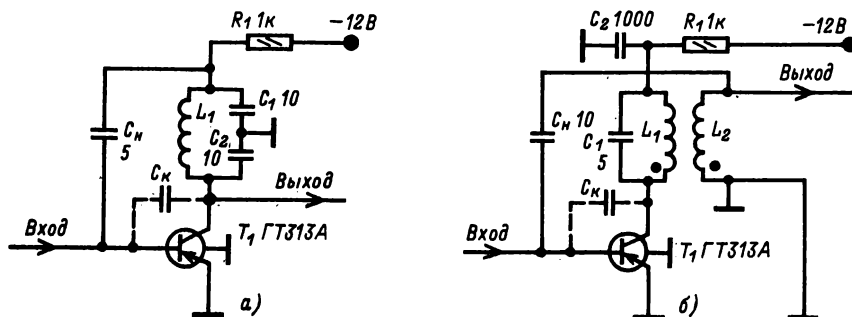 R₁ 1к
−12В
C₁ 10
L₁
C₂
10
Cн
5
Cк
Выход
Вход
T₁ ГТ313А
а)
C₂ 1000
R₁ 1к
−12В
Выход
Cн 10
C₁
5
L₁
L₂
Cк
Вход
T₁ ГТ313А
б)